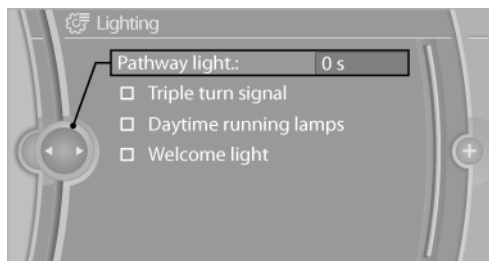 Lighting
Pathway light.: 0 s
Triple turn signal
Daytime running lamps
Welcome light